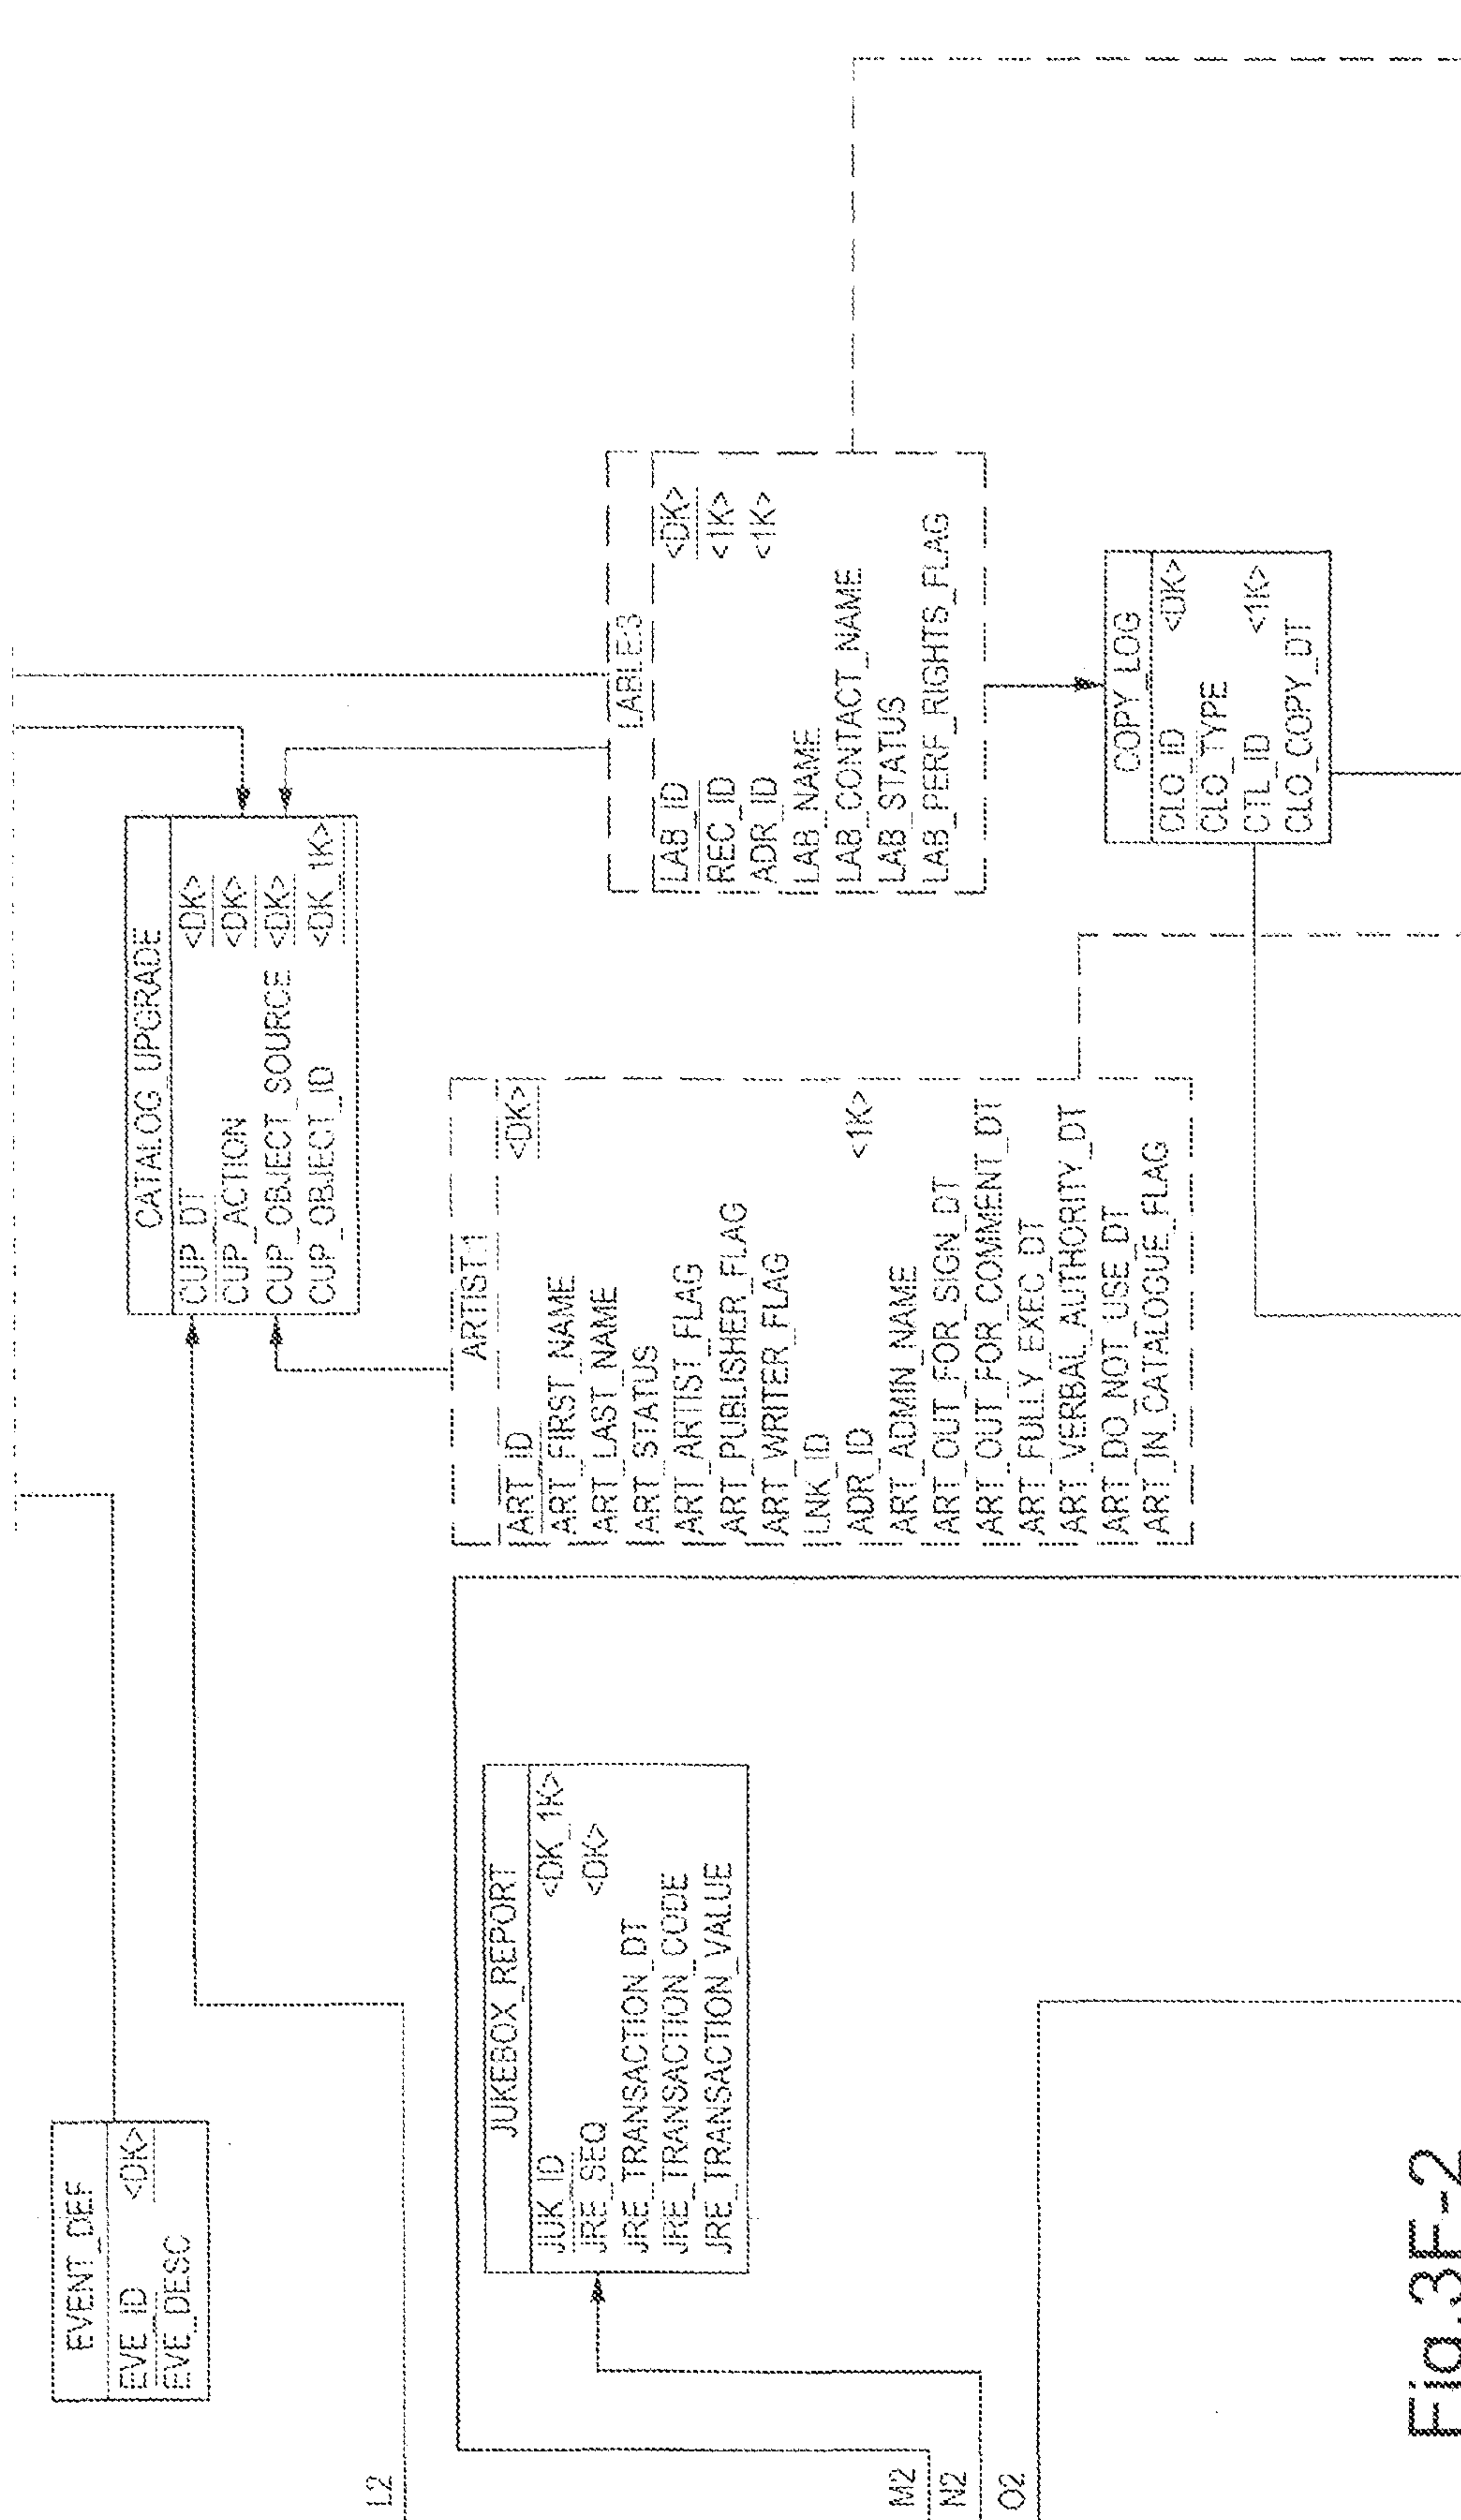 EVENT_DEF
EVE_ID <DK>
EVE_DESC
CATALOG_UPGRADE
CUP_DT <DK>
CUP_ACTION <DK>
CUP_OBJECT_SOURCE <DK>
CUP_OBJECT_ID <DK_1K>
L2
JUKEBOX_REPORT
JUK_ID <DK_1K>
JRE_SEQ <DK>
JRE_TRANSACTION_DT
JRE_TRANSACTION_CODE
JRE_TRANSACTION_VALUE
ART_ID <DK>
ART_FIRST_NAME
ART_LAST_NAME
ART_STATUS
ART_ARTIST_FLAG
ART_PUBLISHER_FLAG
ART_WRITER_FLAG
LNK_ID
ADR_ID <1K>
ART_ADMIN_NAME
ART_OUT_FOR_SIGN_DT
ART_OUT_FOR_COMMENT_DT
ART_FULLY_EXEC_DT
ART_VERBAL_AUTHORITY_DT
ART_DO_NOT_USE_DT
ART_IN_CATALOGUE_FLAG
LABLES
LAB_ID <DK>
REC_ID <1K>
ADR_ID <1K>
LAB_NAME
LAB_CONTACT_NAME
LAB_STATUS
LAB_PERF_RIGHTS_FLAG
M2
N2
O2
COPY_LOG
CLO_ID <DK>
CLO_TYPE
CTL_ID <1K>
CLO_COPY_DT
Fig.3F-2